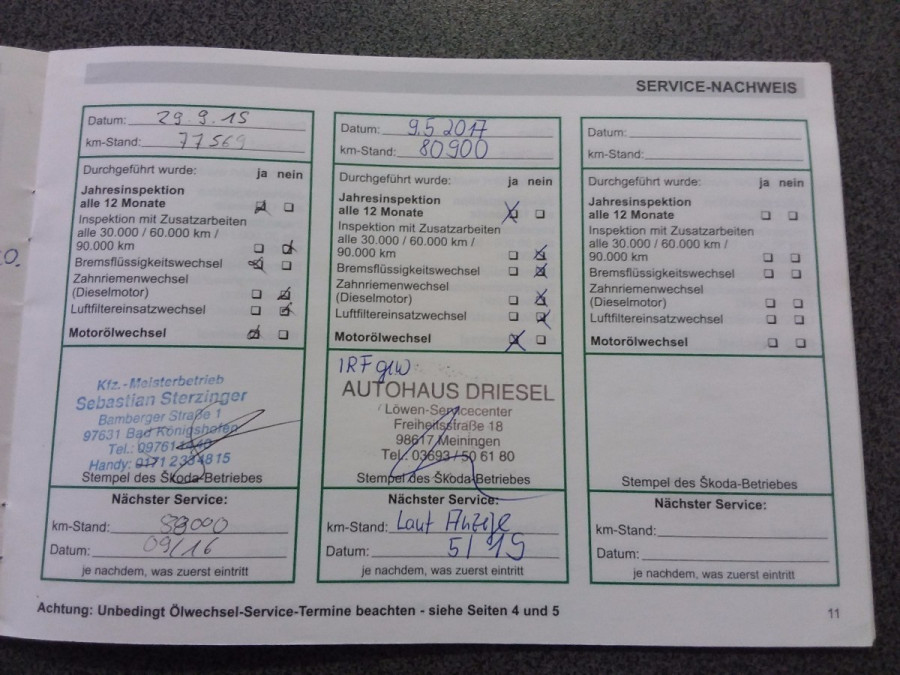 SERVICE-NACHWEIS
Datum: 29.9.15
km-Stand: 77569
Durchgeführt wurde: ja nein
Jahresinspektion
alle 12 Monate
Inspektion mit Zusatzarbeiten
alle 30.000 / 60.000 km /
90.000 km
Bremsflüssigkeitswechsel
Zahnriemenwechsel
(Dieselmotor)
Luftfiltereinsatzwechsel
Motorölwechsel
Kfz.-Meisterbetrieb
Sebastian Sterzinger
Bamberger Straße 1
97631 Bad Königshofen
Tel.: 09761
Handy: 0171 2334815
Stempel des Škoda-Betriebes
Nächster Service:
km-Stand:
Datum: 09/16
je nachdem, was zuerst eintritt
Datum: 9.5 2017
km-Stand: 80900
Durchgeführt wurde: ja nein
Jahresinspektion
alle 12 Monate
Inspektion mit Zusatzarbeiten
alle 30.000 / 60.000 km /
90.000 km
Bremsflüssigkeitswechsel
Zahnriemenwechsel
(Dieselmotor)
Luftfiltereinsatzwechsel
Motorölwechsel
AUTOHAUS DRIESEL
Löwen-Servicecenter
Freiheitsstraße 18
98617 Meiningen
Tel. 03693 / 50 61 80
Stempel des Škoda-Betriebes
Nächster Service:
km-Stand: Laut Anzeige
Datum: 5/19
je nachdem, was zuerst eintritt
Datum:
km-Stand:
Durchgeführt wurde: ja nein
Jahresinspektion
alle 12 Monate
Inspektion mit Zusatzarbeiten
alle 30.000 / 60.000 km /
90.000 km
Bremsflüssigkeitswechsel
Zahnriemenwechsel
(Dieselmotor)
Luftfiltereinsatzwechsel
Motorölwechsel
Stempel des Škoda-Betriebes
Nächster Service:
km-Stand:
Datum:
je nachdem, was zuerst eintritt
Achtung: Unbedingt Ölwechsel-Service-Termine beachten - siehe Seiten 4 und 5
11